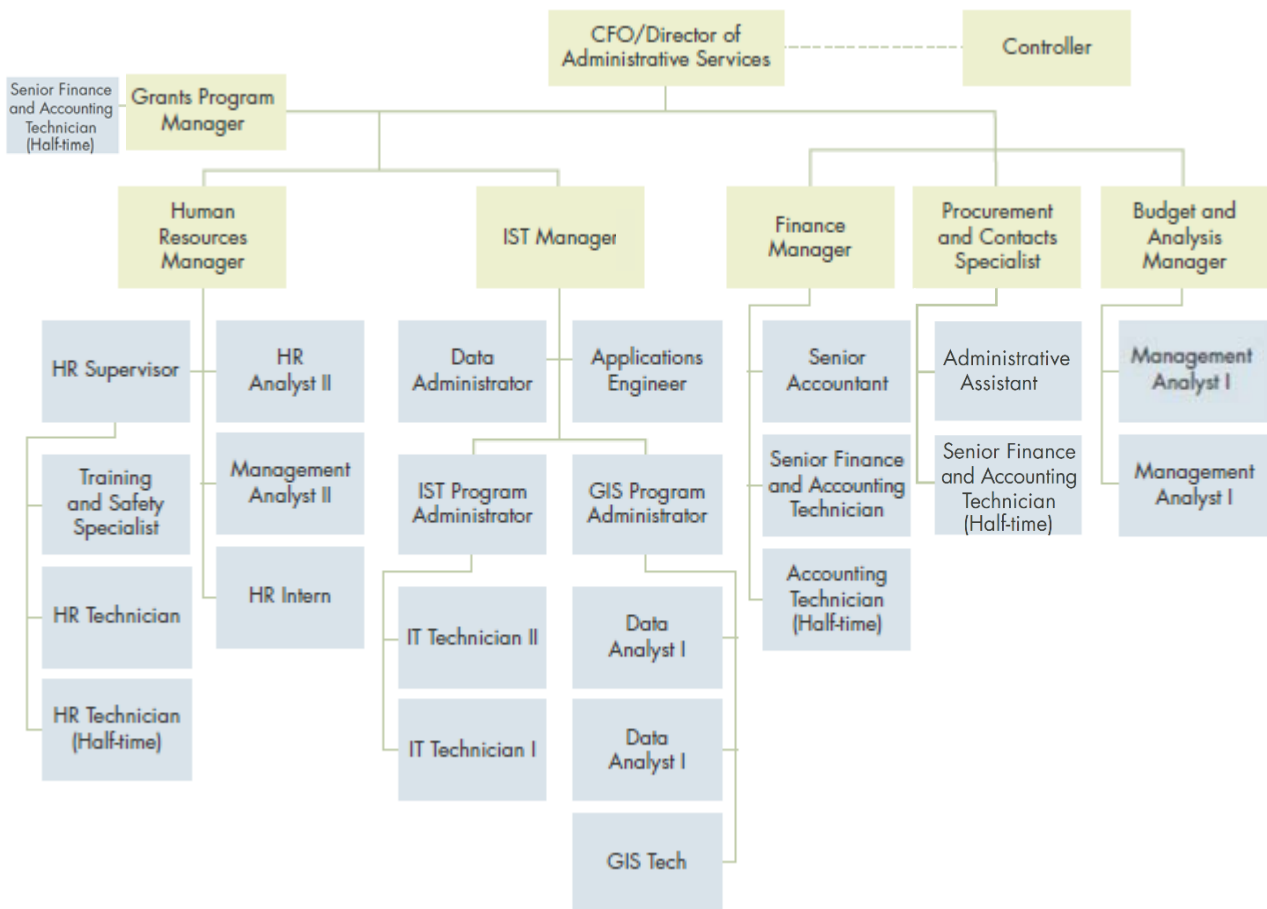 CFO/Director of
Administrative Services
Controller
Senior Finance
and Accounting
Technician
(Half-time)
Grants Program
Manager
Human
Resources
Manager
IST Manager
Finance
Manager
Procurement
and Contacts
Specialist
Budget and
Analysis
Manager
HR Supervisor
HR
Analyst II
Data
Administrator
Applications
Engineer
Senior
Accountant
Administrative
Assistant
Management
Analyst I
Training
and Safety
Specialist
Management
Analyst II
IST Program
Administrator
GIS Program
Administrator
Senior Finance
and Accounting
Technician
Senior Finance
and Accounting
Technician
(Half-time)
Management
Analyst I
HR Technician
HR Intern
IT Technician II
Data
Analyst I
Accounting
Technician
(Half-time)
HR Technician
(Half-time)
IT Technician I
Data
Analyst I
GIS Tech